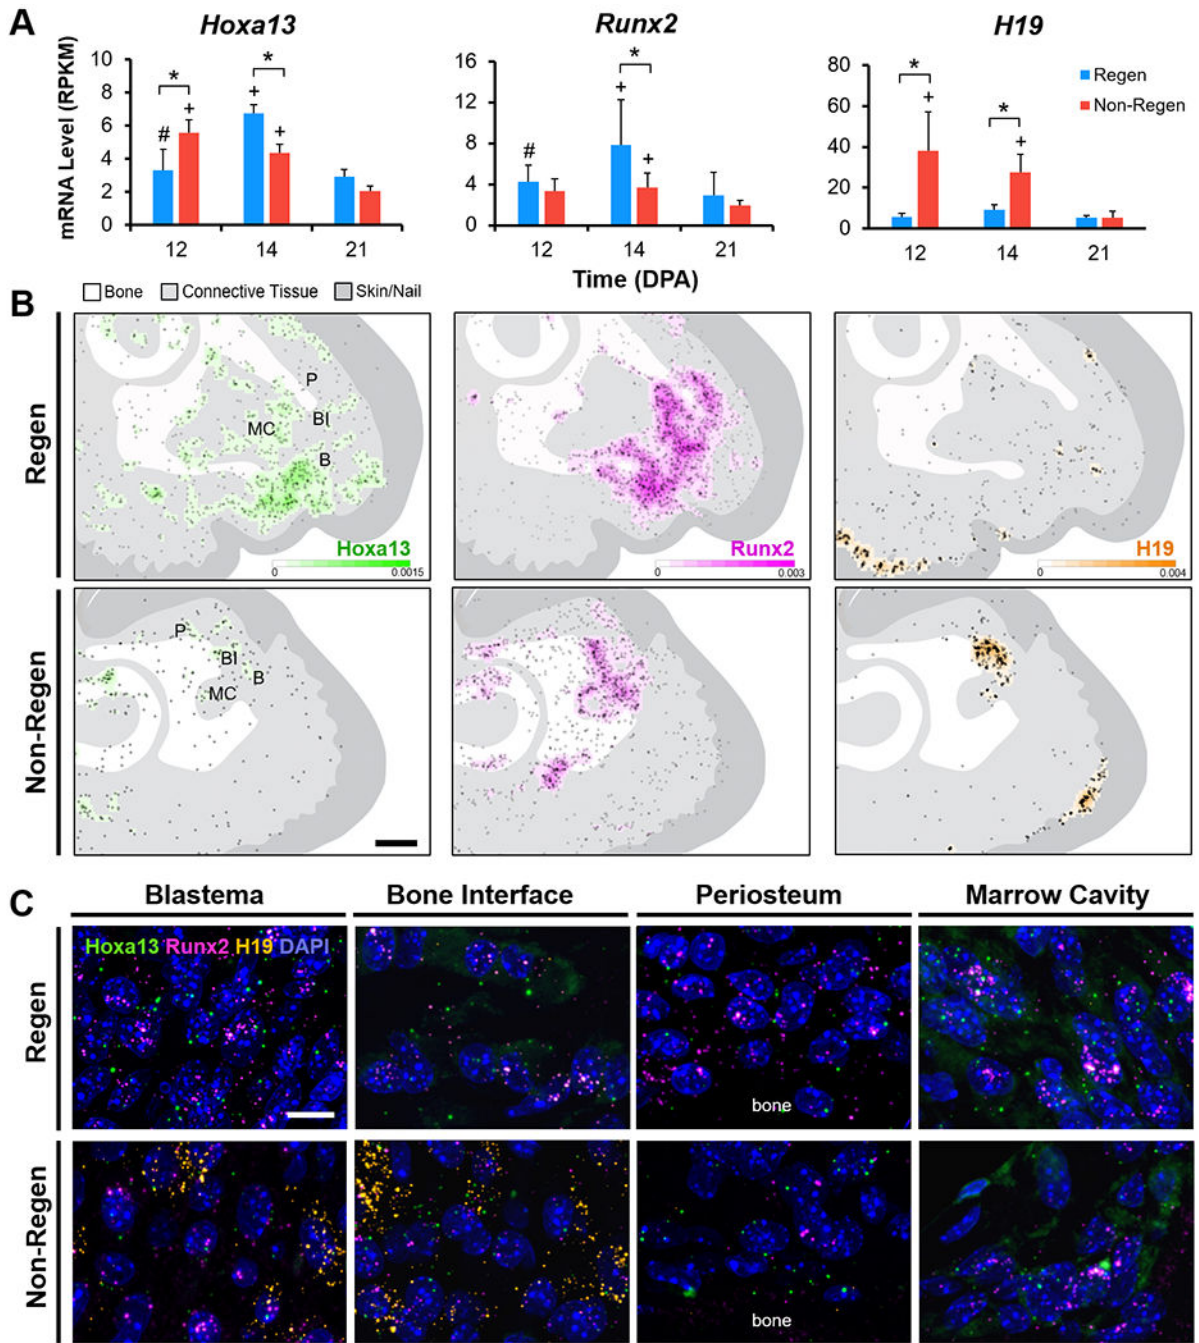 A
Hoxa13
Runx2
H19
mRNA Level (RPKM)
10
8
6
4
2
0
*
*
#
+
+
+
12
14
21
16
12
8
4
0
*
#
+
+
12
14
21
80
60
40
20
0
*
*
+
+
12
14
21
Regen
Non-Regen
Time (DPA)
Bone Connective Tissue Skin/Nail
B
Regen
P
BI
MC
B
Hoxa13
0 0.0015
Runx2
0 0.003
H19
0 0.004
Non-Regen
P
BI
B
MC
C
Blastema Bone Interface Periosteum Marrow Cavity
Regen
Hoxa13 Runx2 H19 DAPI
bone
Non-Regen
bone